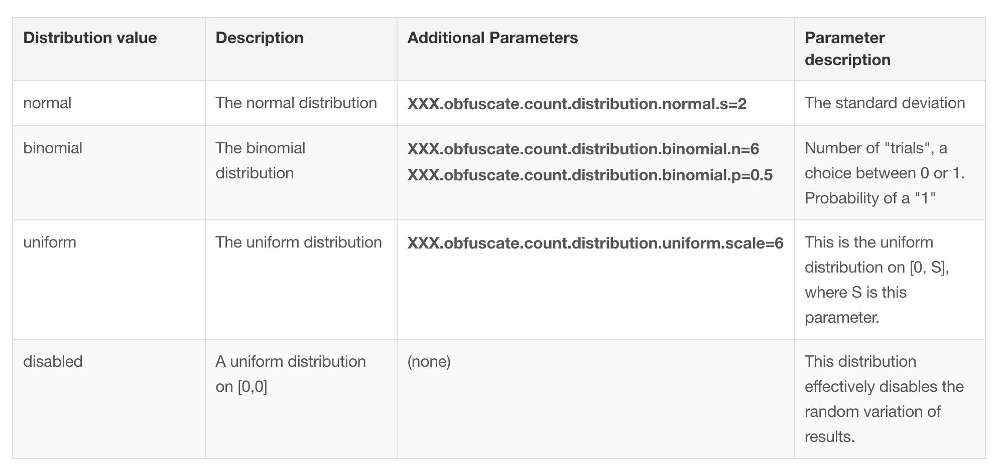 Distribution value
Description
Additional Parameters
Parameter
description
normal
The normal distribution
XXX.obfuscate.count.distribution.normal.s=2
The standard deviation
binomial
The binomial
distribution
XXX.obfuscate.count.distribution.binomial.n=6
XXX.obfuscate.count.distribution.binomial.p=0.5
Number of "trials", a
choice between 0 or 1.
Probability of a "1"
uniform
The uniform distribution
XXX.obfuscate.count.distribution.uniform.scale=6
This is the uniform
distribution on [0, S],
where S is this
parameter.
disabled
A uniform distribution
on [0,0]
(none)
This distribution
effectively disables the
random variation of
results.